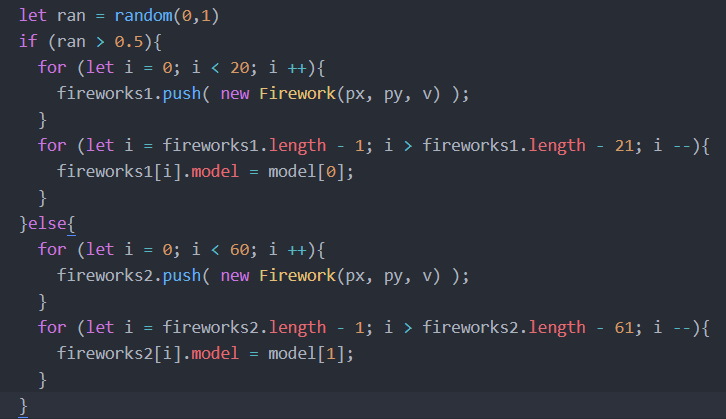 let ran = random(0,1)
if (ran > 0.5){
  for (let i = 0; i < 20; i ++){
    fireworks1.push( new Firework(px, py, v) );
  }
  for (let i = fireworks1.length - 1; i > fireworks1.length - 21; i --){
    fireworks1[i].model = model[0];
  }
}else{
  for (let i = 0; i < 60; i ++){
    fireworks2.push( new Firework(px, py, v) );
  }
  for (let i = fireworks2.length - 1; i > fireworks2.length - 61; i --){
    fireworks2[i].model = model[1];
  }
}